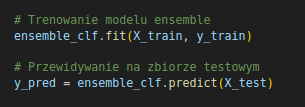 # Trenowanie modelu ensemble
ensemble_clf.fit(X_train, y_train)
# Przewidywanie na zbiorze testowym
y_pred = ensemble_clf.predict(X_test)